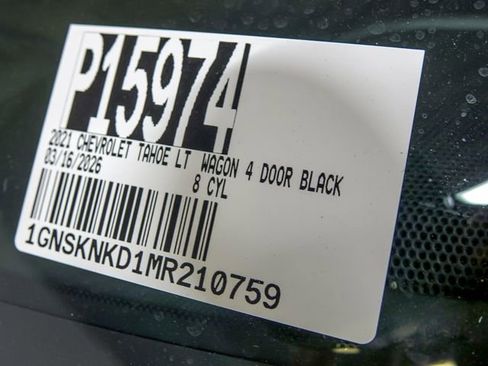 P15974
2021 CHEVROLET TAHOE LT WAGON 4 DOOR BLACK
03/16/2026 8 CYL
1GNSKNKD1MR210759